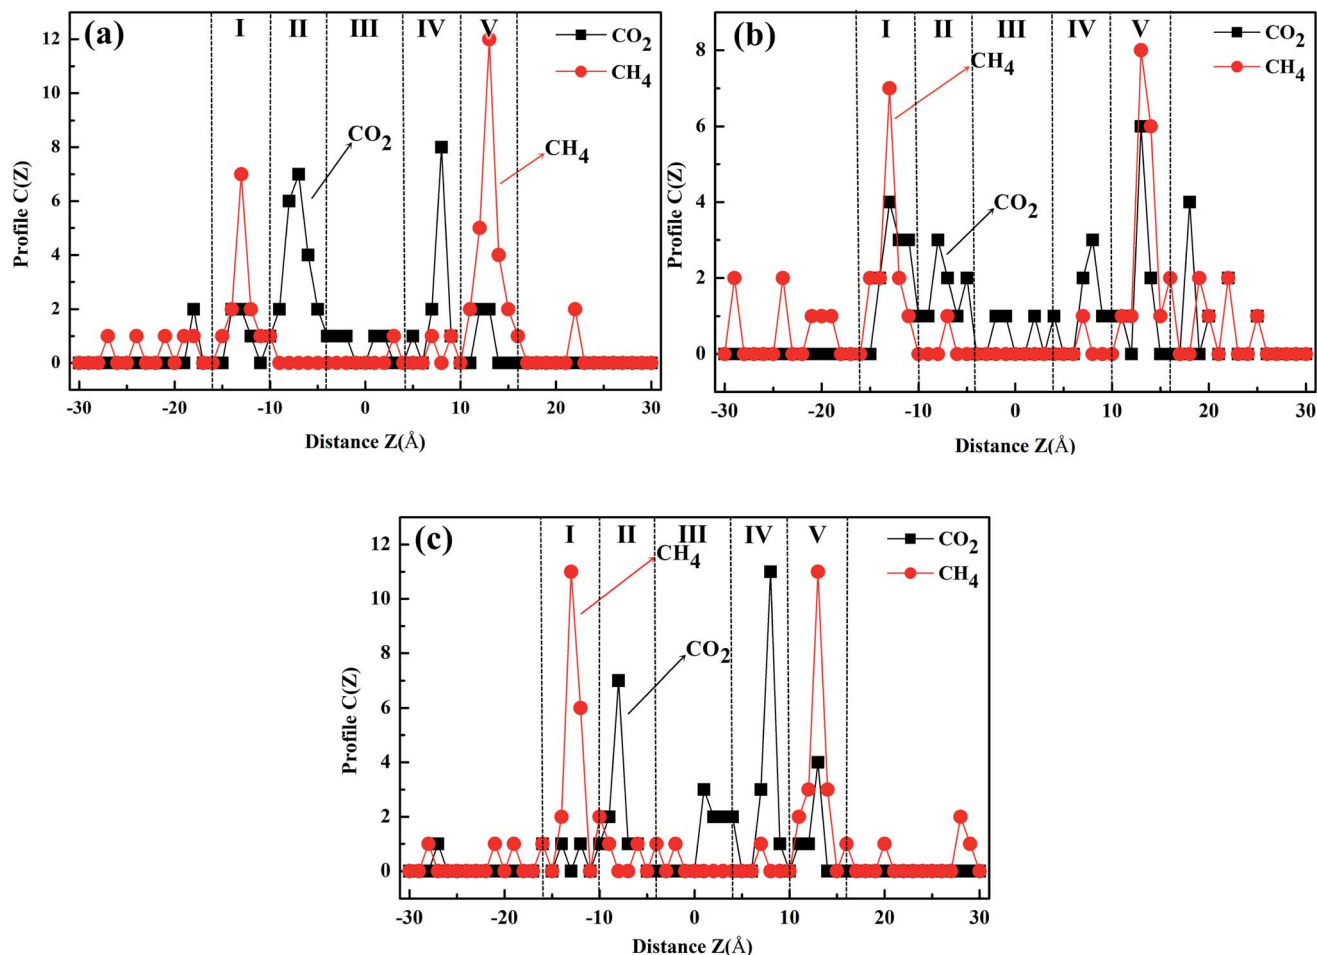 (a) I II III IV V
CO2
CH4
CO2
CH4
Profile C(Z)
12
10
8
6
4
2
0
-30 -20 -10 0 10 20 30
Distance Z(Å)
(b) I II III IV V
CO2
CH4
CH4
CO2
Profile C(Z)
8
6
4
2
0
-30 -20 -10 0 10 20 30
Distance Z(Å)
(c) I II III IV V
CO2
CH4
CH4
CO2
Profile C(Z)
12
10
8
6
4
2
0
-30 -20 -10 0 10 20 30
Distance Z(Å)